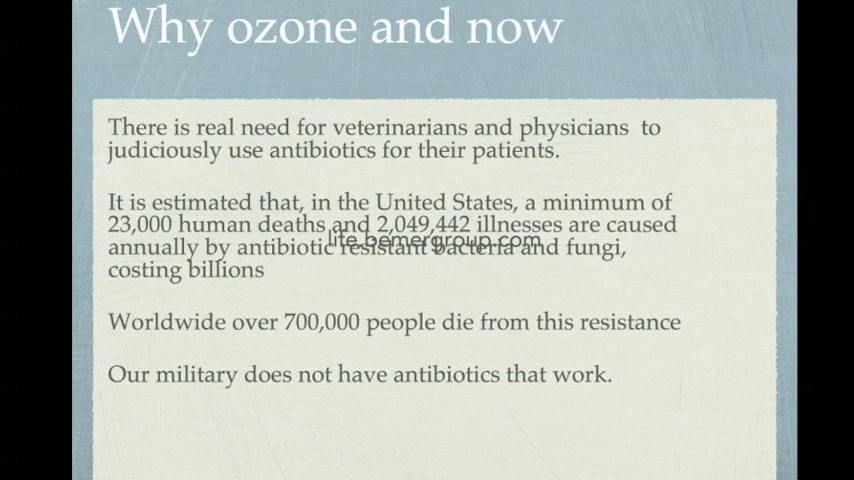 Why ozone and now
There is real need for veterinarians and physicians to
judiciously use antibiotics for their patients.
It is estimated that, in the United States, a minimum of
23,000 human deaths and 2,049,442 illnesses are caused
life.bemergroup.com
annually by antibiotic resistant bacteria and fungi,
costing billions
Worldwide over 700,000 people die from this resistance
Our military does not have antibiotics that work.